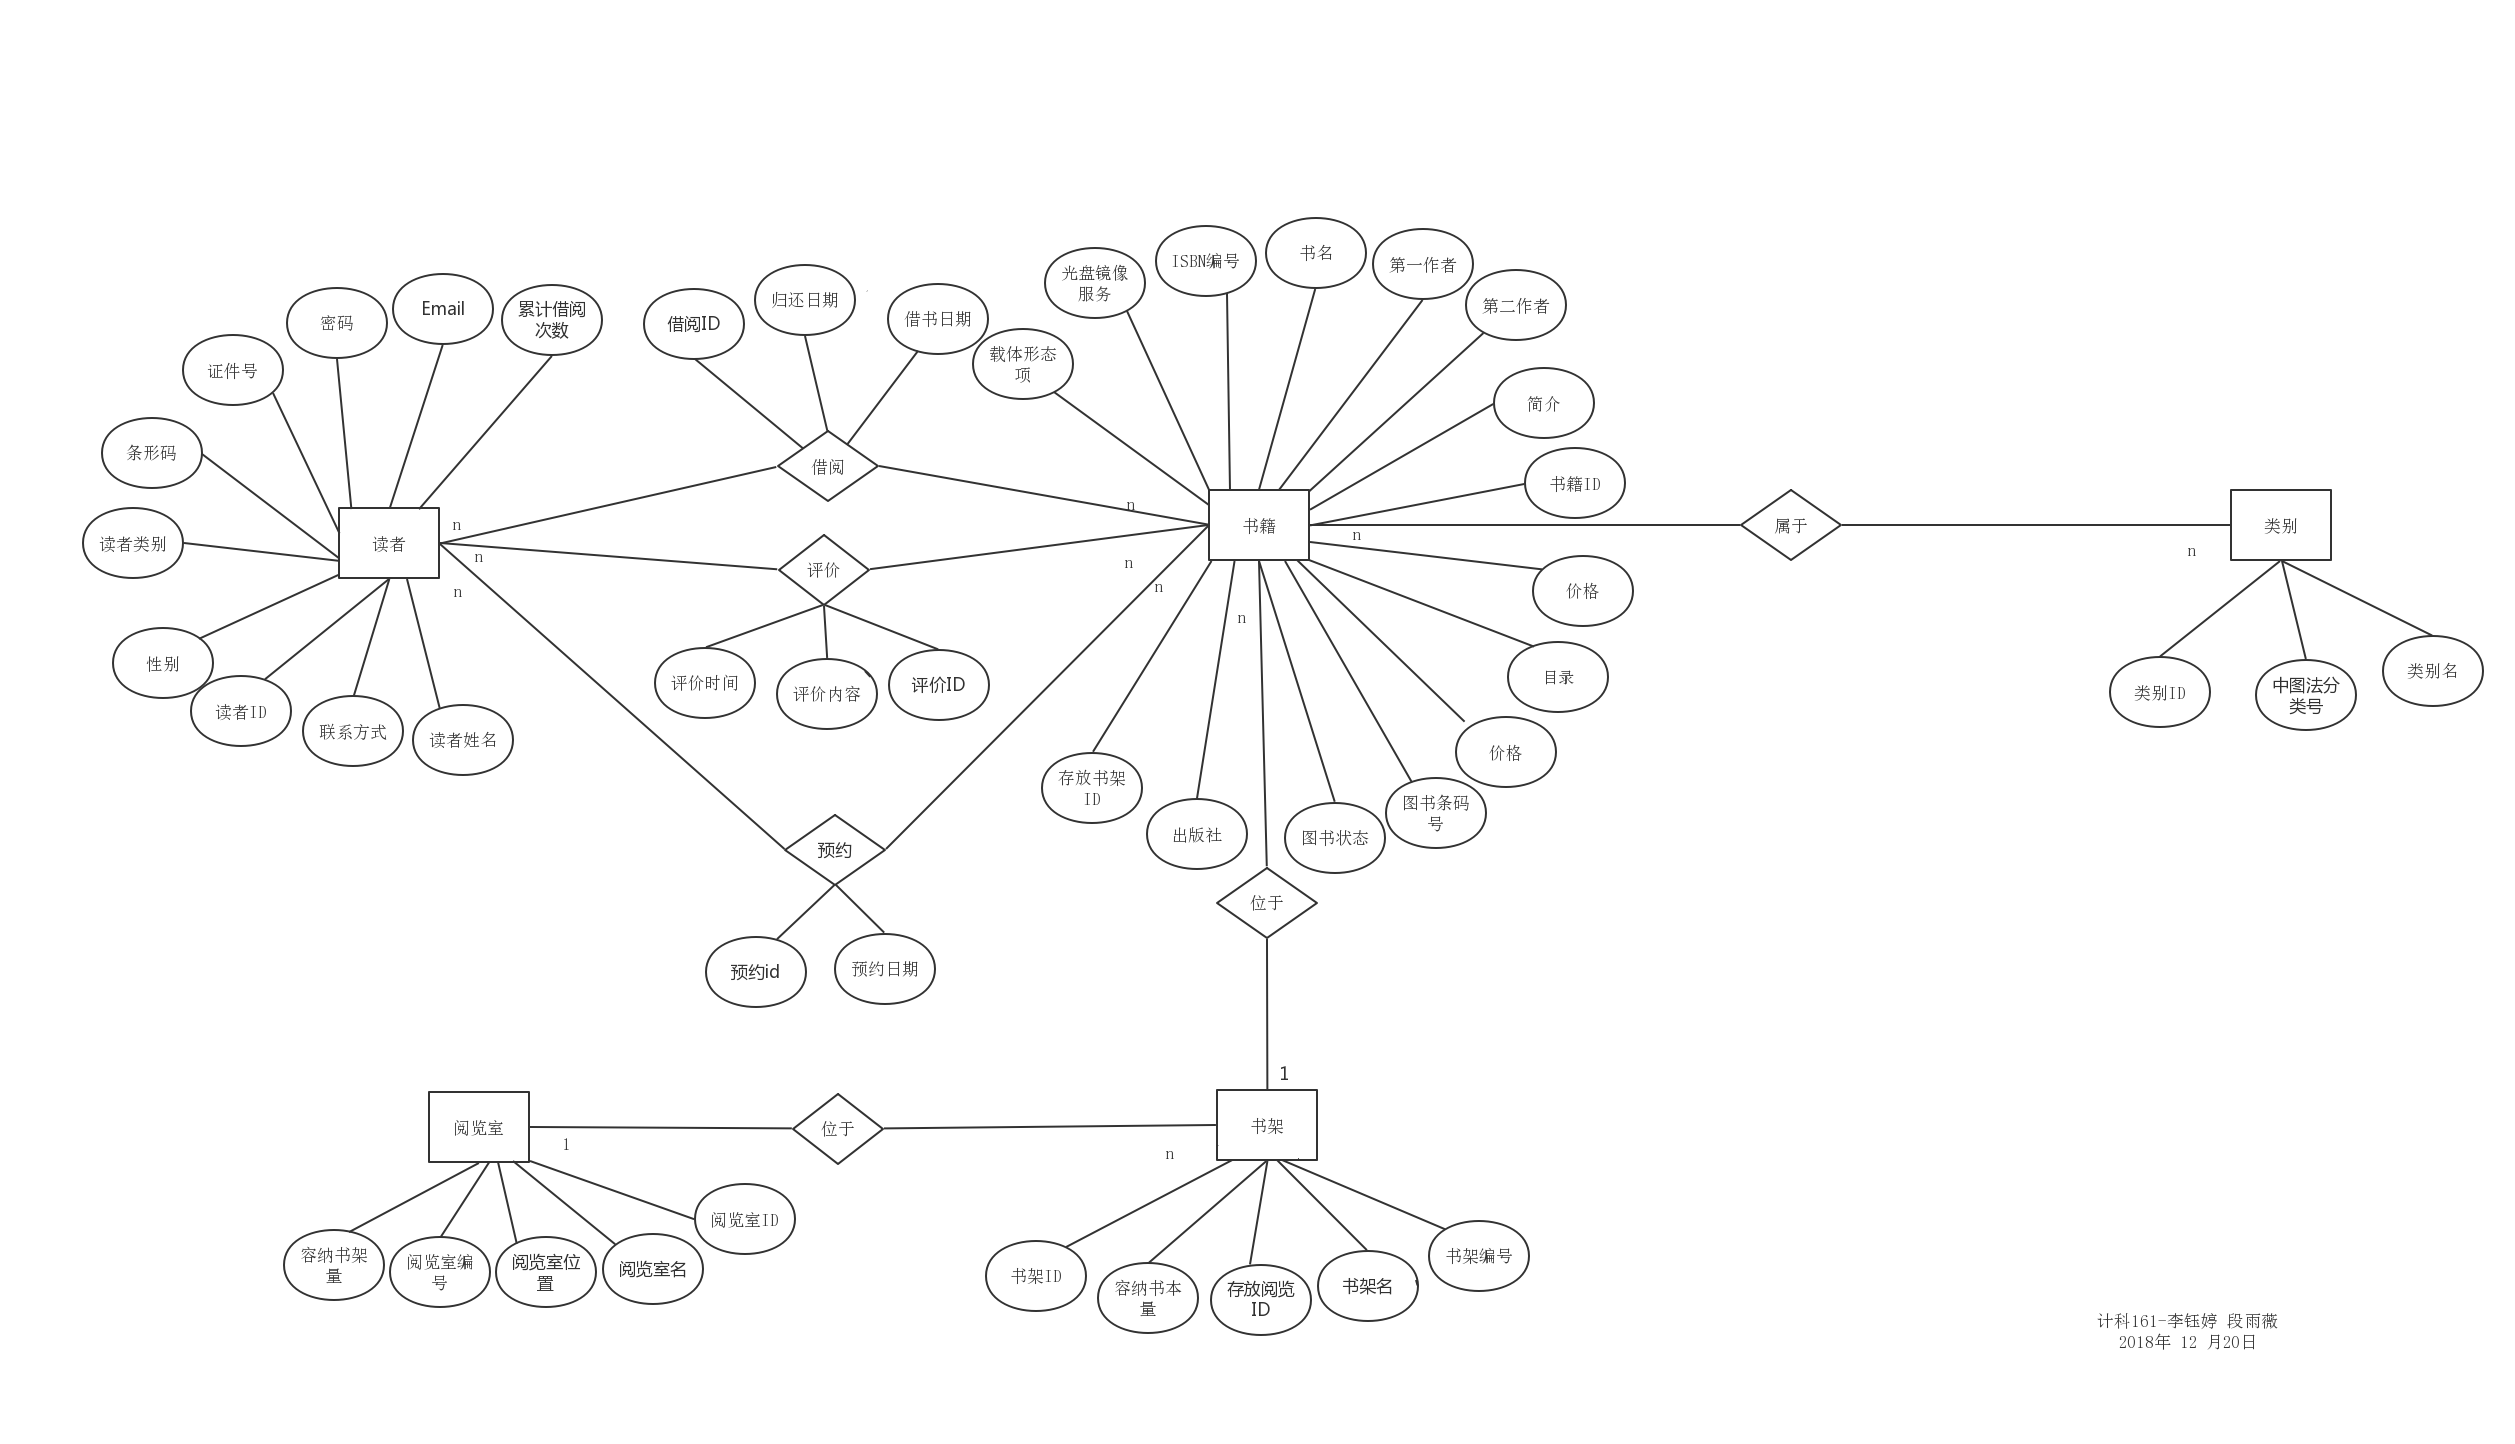 书名
ISBN编号
第一作者
光盘镜像
服务
归还日期
第二作者
Email
累计借阅
次数
借书日期
密码
借阅ID
载体形态
项
证件号
简介
条形码
借阅
书籍ID
n
n
书籍
属于
类别
读者
读者类别
n
n
n
n
评价
n
n
价格
n
n
性别
评价时间
评价内容
评价ID
目录
类别ID
中图法分
类号
类别名
读者ID
联系方式
读者姓名
价格
存放书架
ID
图书条码
号
出版社
图书状态
预约
位于
预约id
预约日期
1
阅览室
位于
书架
1
n
阅览室ID
容纳书架
量
阅览室编
号
阅览室位
置
阅览室名
书架ID
容纳书本
量
存放阅览
ID
书架名
书架编号
计科161-李钰婷 段雨薇
2018年 12 月20日